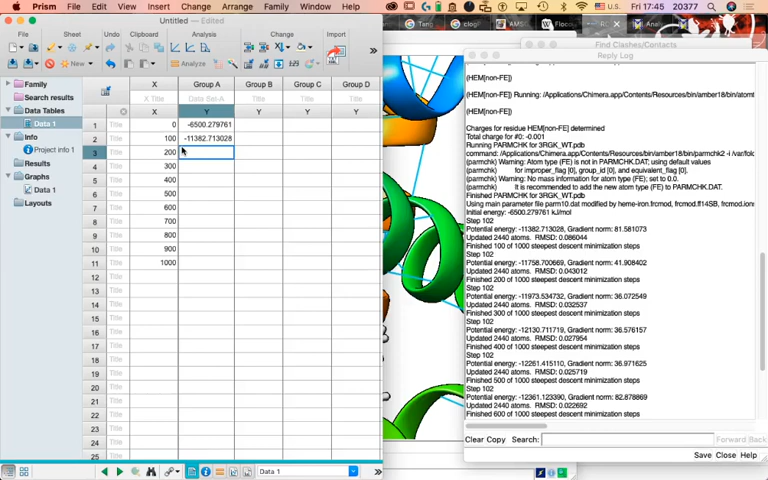 Prism File Edit Change Arrange Family Window Help U.S. Fri 17:45 20377
Untitled — Edited
Tang clog AMS Floco Analy
File Sheet Undo Clipboard Analysis Change Import
New Analyze
Find Clashes/Contacts
Reply Log
Family
Search results
Data Tables
Data 1
Info
Project info 1
Results
Graphs
Data 1
Layouts
X Group A Group B Group C Group D
X Title Data Set-A Title Title Title
X Y Y Y Y
1 Title 0 -6500.279761
2 Title 100 -11382.713028
3 Title 200
4 Title 300
5 Title 400
6 Title 500
7 Title 600
8 Title 700
9 Title 800
10 Title 900
11 Title 1000
12 Title
13 Title
14 Title
15 Title
16 Title
17 Title
18 Title
19 Title
20 Title
21 Title
22 Title
23 Title
24 Title
25 Title
Data 1
(HEM[non-FE])
(HEM[non-FE]) Running: /Applications/Chimera.app/Contents/Resources/bin/amber18/bin/atomt
(HEM[non-FE])
Charges for residue HEM[non-FE] determined
Total charge for #0: -0.001
Running PARMCHK for 3RGK_WT.pdb
command: /Applications/Chimera.app/Contents/Resources/bin/amber18/bin/parmchk2 -i /var/fold
(parmchk) Warning: Atom type (FE) is not in PARMCHK.DAT; using default values
(parmchk) for improper_flag [0], group_id [0], and equivalent_flag [0].
(parmchk) Warning: No mass information for atom type (FE); set to 0.0.
(parmchk) It is recommended to add the new atom type (FE) to PARMCHK.DAT.
Finished PARMCHK for 3RGK_WT.pdb
Using main parameter file parm10.dat modified by heme-iron.frcmod, frcmod.ff14SB, frcmod.ions
Initial energy: -6500.279761 kJ/mol
Step 102
Potential energy: -11382.713028, Gradient norm: 81.581073
Updated 2440 atoms. RMSD: 0.086044
Finished 100 of 1000 steepest descent minimization steps
Step 102
Potential energy: -11758.700669, Gradient norm: 41.908402
Updated 2440 atoms. RMSD: 0.043012
Finished 200 of 1000 steepest descent minimization steps
Step 102
Potential energy: -11973.534732, Gradient norm: 36.072549
Updated 2440 atoms. RMSD: 0.032537
Finished 300 of 1000 steepest descent minimization steps
Step 102
Potential energy: -12130.711719, Gradient norm: 36.576157
Updated 2440 atoms. RMSD: 0.027954
Finished 400 of 1000 steepest descent minimization steps
Step 102
Potential energy: -12261.415110, Gradient norm: 36.971625
Updated 2440 atoms. RMSD: 0.025719
Finished 500 of 1000 steepest descent minimization steps
Step 102
Potential energy: -12361.123390, Gradient norm: 82.878869
Updated 2440 atoms. RMSD: 0.022692
Finished 600 of 1000 steepest descent minimization steps
Clear Copy Search: Forward Back
Save Close Help